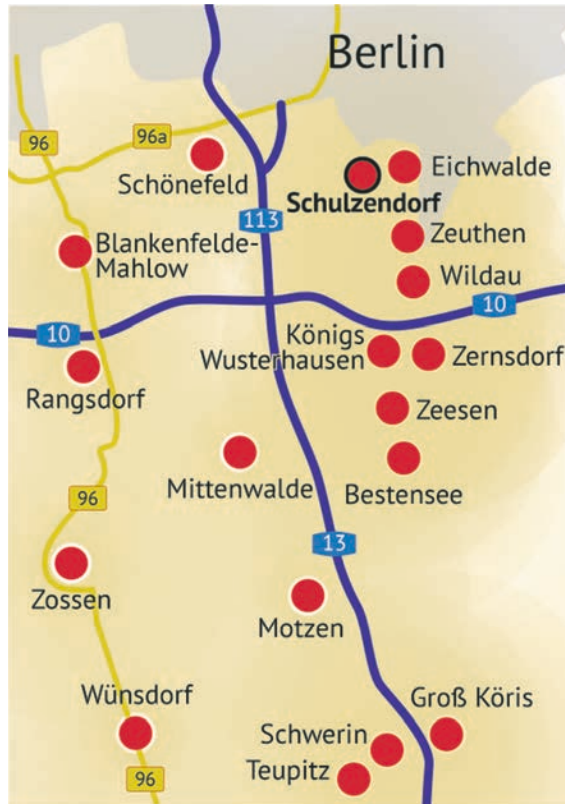 Berlin
96
96a
Schönefeld
Eichwalde
Schulzendorf
113
Blankenfelde-
Mahlow
Zeuthen
Wildau
10
10
Königs
Wusterhausen
Zernsdorf
Rangsdorf
Zeesen
Mittenwalde
Bestensee
96
13
Zossen
Motzen
Wünsdorf
Groß Köris
Schwerin
Teupitz
96